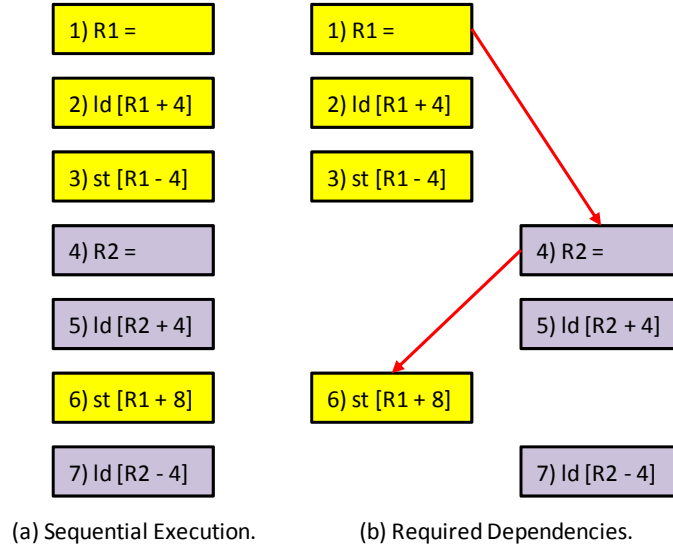 1) R1 =
2) ld [R1 + 4]
3) st [R1 - 4]
4) R2 =
5) ld [R2 + 4]
6) st [R1 + 8]
7) ld [R2 - 4]
(a) Sequential Execution.
1) R1 =
2) ld [R1 + 4]
3) st [R1 - 4]
4) R2 =
5) ld [R2 + 4]
6) st [R1 + 8]
7) ld [R2 - 4]
(b) Required Dependencies.